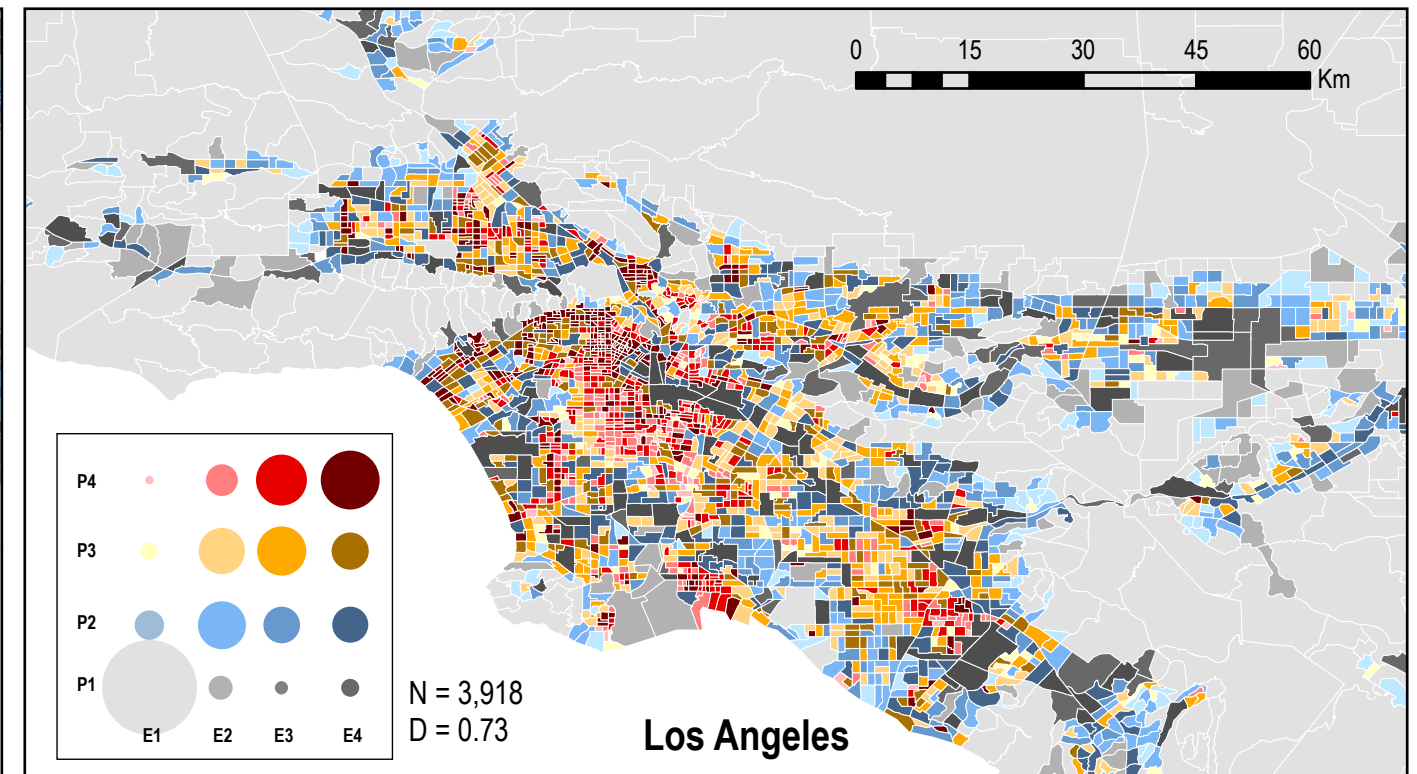 0 15 30 45 60
Km
P4
P3
P2
P1
E1 E2 E3 E4
N = 3,918
D = 0.73
Los Angeles